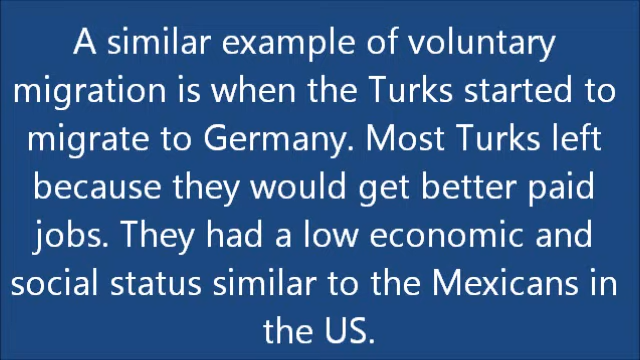 A similar example of voluntary
migration is when the Turks started to
migrate to Germany. Most Turks left
because they would get better paid
jobs. They had a low economic and
social status similar to the Mexicans in
the US.